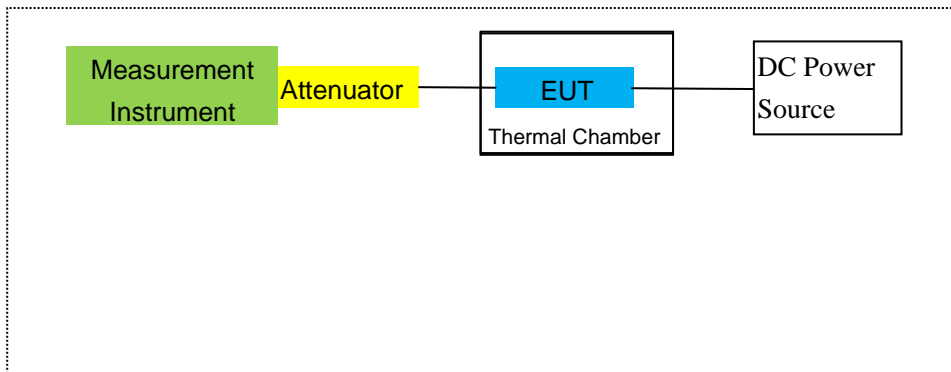 Measurement
Instrument
Attenuator
EUT
Thermal Chamber
DC Power
Source